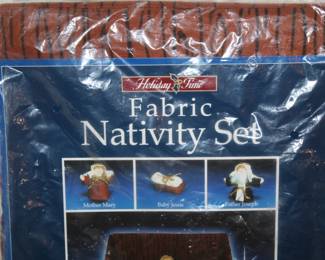 Holiday Time
Fabric
Nativity Set
Mother Mary
Baby Jesus
Father Joseph